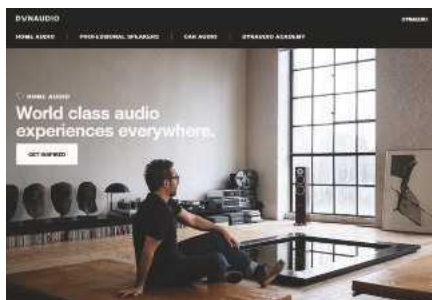 DYNAUDIO
DYNAUDIO
HOME AUDIO | PROFESSIONAL SPEAKERS | CAR AUDIO | DYNAUDIO ACADEMY
HOME AUDIO
World class audio
experiences everywhere.
GET INSPIRED